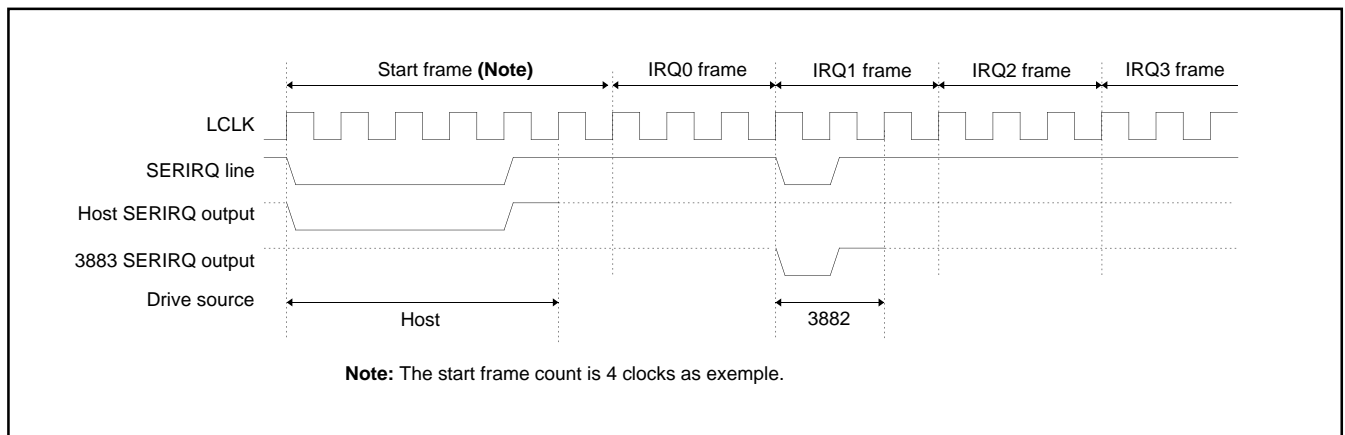 Start frame (Note)
IRQ0 frame
IRQ1 frame
IRQ2 frame
IRQ3 frame
LCLK
SERIRQ line
Host SERIRQ output
3883 SERIRQ output
Drive source
Host
3882
Note: The start frame count is 4 clocks as exemple.